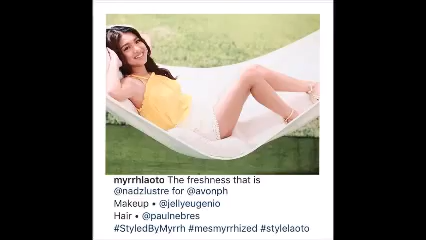 myrrhlaoto The freshness that is
@nadzlustre for @avonph
Makeup • @jellyeugenio
Hair • @paulnebres
#StyledByMyrrh #mesmyrrhized #stylelaoto